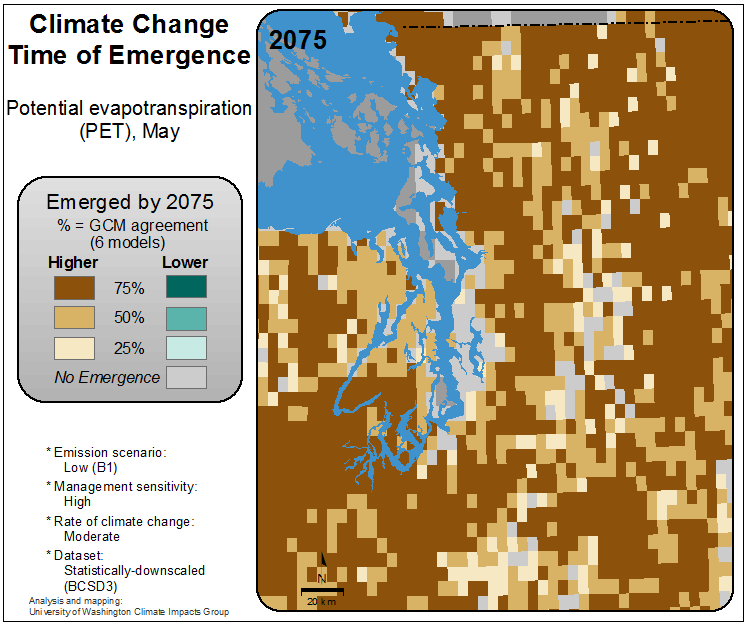 Climate Change
Time of Emergence
Potential evapotranspiration
(PET), May
Emerged by 2075
% = GCM agreement
(6 models)
Higher Lower
75%
50%
25%
No Emergence
* Emission scenario:
Low (B1)
* Management sensitivity:
High
* Rate of climate change:
Moderate
* Dataset:
Statistically-downscaled
(BCSD3)
Analysis and mapping:
University of Washington Climate Impacts Group
2075
N
20 km